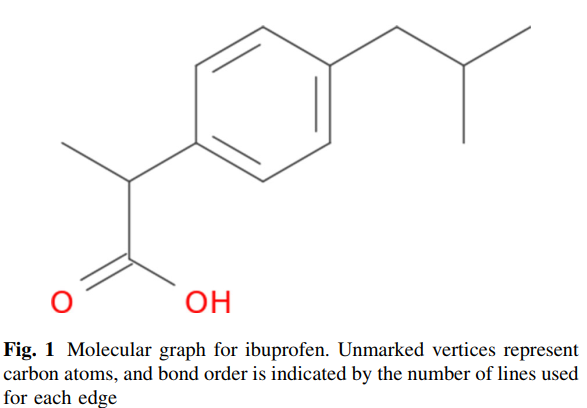 O
OH
Fig. 1 Molecular graph for ibuprofen. Unmarked vertices represent
carbon atoms, and bond order is indicated by the number of lines used
for each edge